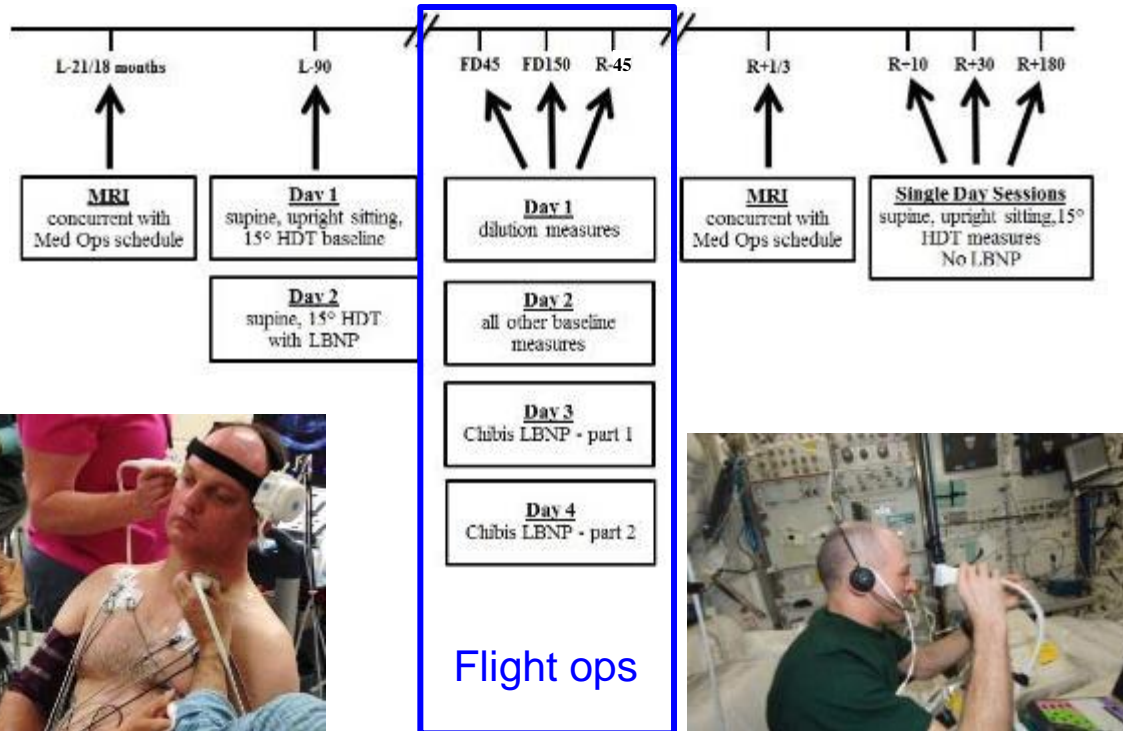 L-21/18 months
L-90
FD45 FD150 R-45
R+1/3
R+10 R+30 R+180
MRI
concurrent with
Med Ops schedule
Day 1
supine, upright sitting,
15° HDT baseline
Day 2
supine, 15° HDT
with LBNP
Day 1
dilution measures
Day 2
all other baseline
measures
Day 3
Chibis LBNP - part 1
Day 4
Chibis LBNP - part 2
MRI
concurrent with
Med Ops schedule
Single Day Sessions
supine, upright sitting,15°
HDT measures
No LBNP
Flight ops